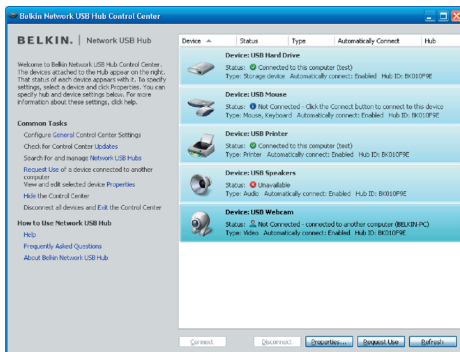 Belkin Network USB Hub Control Center
BELKIN. | Network USB Hub
Welcome to Belkin Network USB Hub Control Center.
The devices attached to the Hub appear on the right.
That status of each device appears with it. To specify
settings, select a device and click Properties. You can
specify hub and device settings below. For more
information about these settings, click help.
Common Tasks
Configure General Control Center Settings
Check for Control Center Updates
Search for and manage Network USB Hubs
Request Use of a device connected to another
computer
View and edit selected device Properties
Hide the Control Center
Disconnect all devices and Exit the Control Center
How to Use Network USB Hub
Help
Frequently Asked Questions
About Belkin Network USB Hub
Device Status Type Automatically Connect Hub
Device: USB Hard Drive
Status: Connected to this computer (test)
Type: Storage device Automatically connect: Enabled Hub ID: BK010F9E
Device: USB Mouse
Status: Not Connected - Click the Connect button to connect to this device
Type: Mouse, Keyboard Automatically connect: Enabled Hub ID: BK010F9E
Device: USB Printer
Status: Connected to this computer (test)
Type: Printer Automatically connect: Enabled Hub ID: BK010F9E
Device: USB Speakers
Status: Unavailable
Type: Audio Automatically connect: Enabled Hub ID: BK010F9E
Device: USB Webcam
Status: Not Connected - connected to another computer (BELKIN-PC)
Type: Video Automatically connect: Enabled Hub ID: BK010F9E
Connect Disconnect Properties... Request Use Refresh